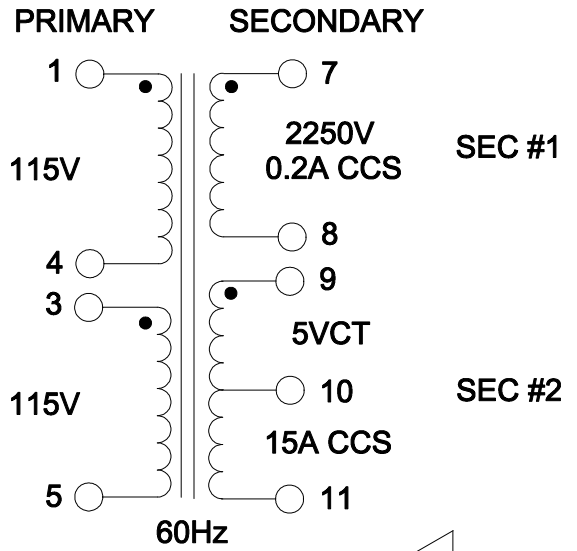 PRIMARY SECONDARY
1 7
2250V
115V 0.2A CCS SEC #1
8
4
9
3
5VCT
115V 10 SEC #2
15A CCS
5 11
60Hz